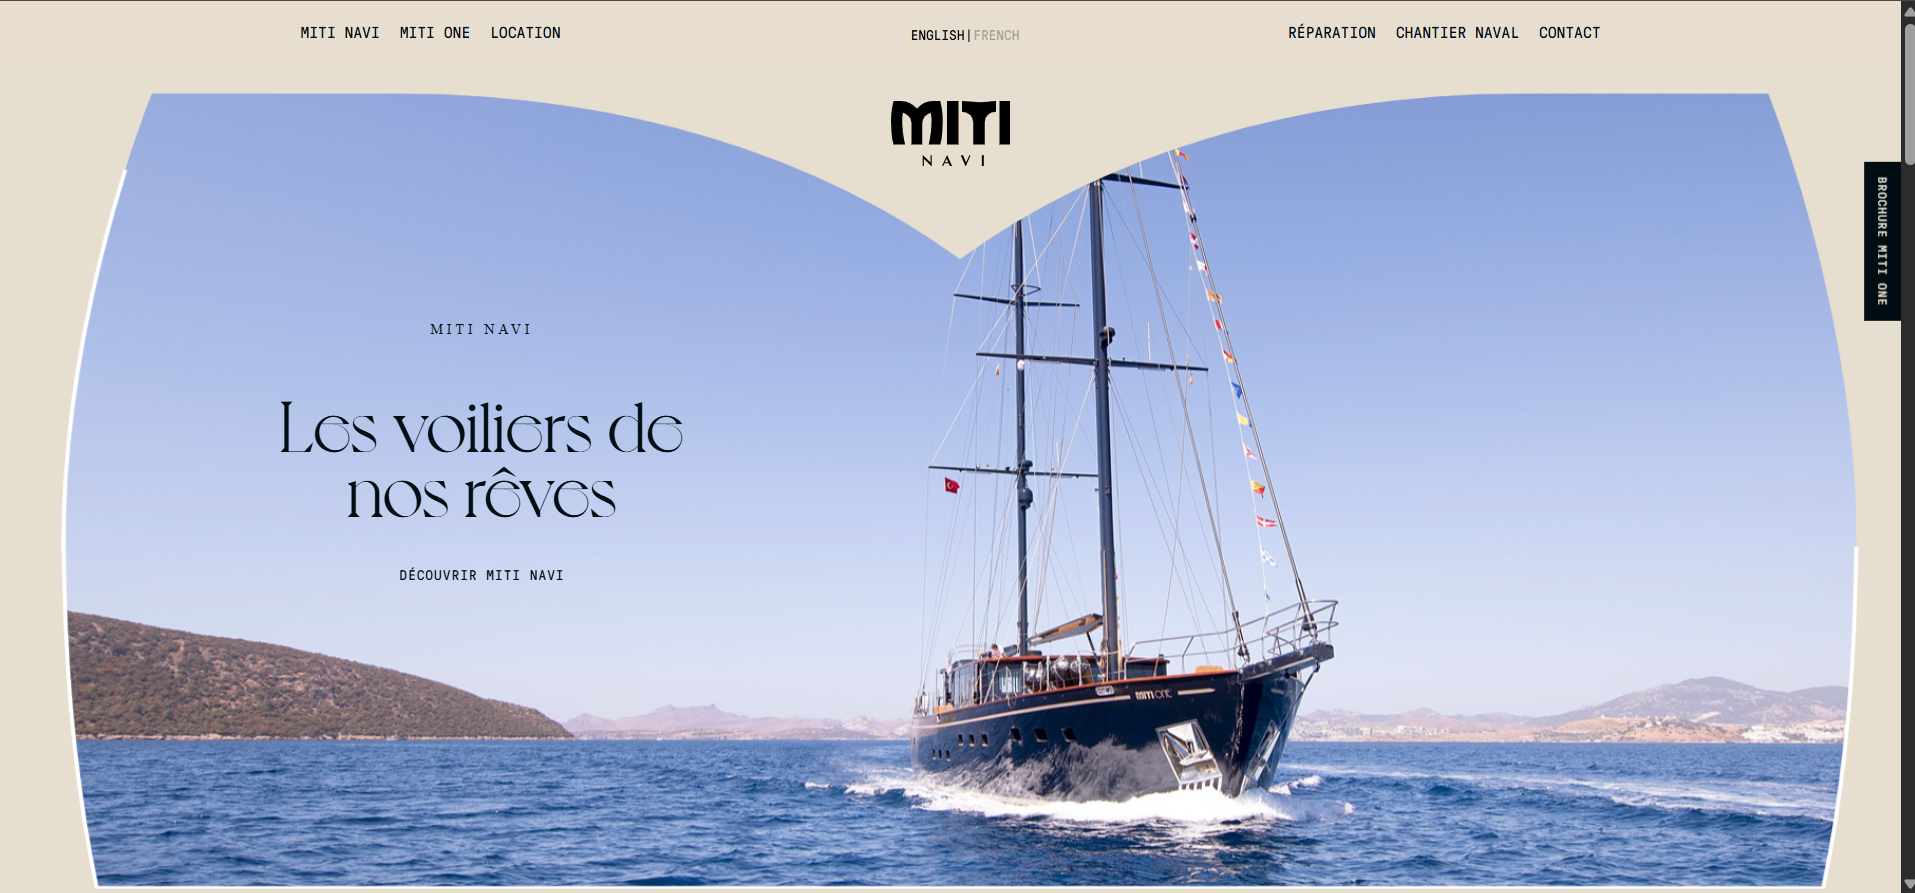 MITI NAVI MITI ONE LOCATION
ENGLISH|FRENCH
RÉPARATION CHANTIER NAVAL CONTACT
MITI
NAVI
BROCHURE MITI ONE
MITI NAVI
Les voiliers de
nos rêves
DÉCOUVRIR MITI NAVI
MITI ONE